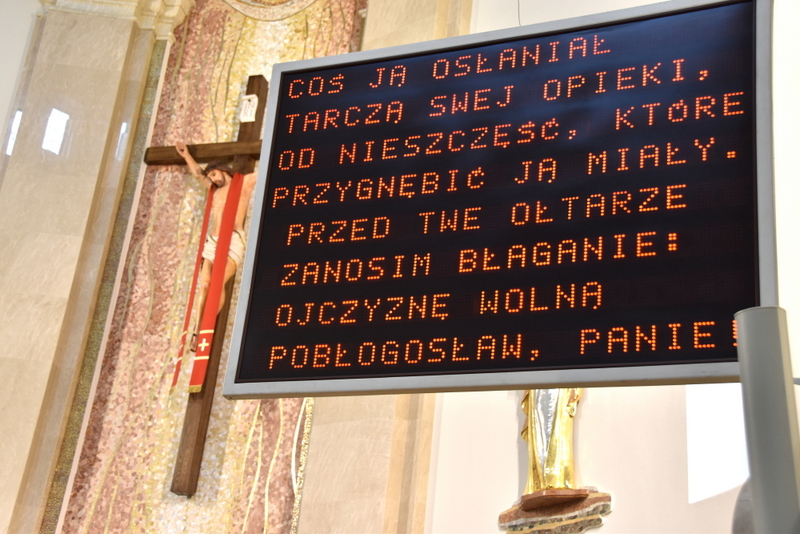 COŚ JĄ OSŁANIAŁ
TARCZĄ SWEJ OPIEKI,
OD NIESZCZĘŚĆ, KTÓRE
PRZYGNĘBIĆ JĄ MIAŁY.
PRZED TWE OŁTARZE
ZANOSIM BŁAGANIE:
OJCZYZNĘ WOLNĄ
POBŁOGOSŁAW, PANIE!